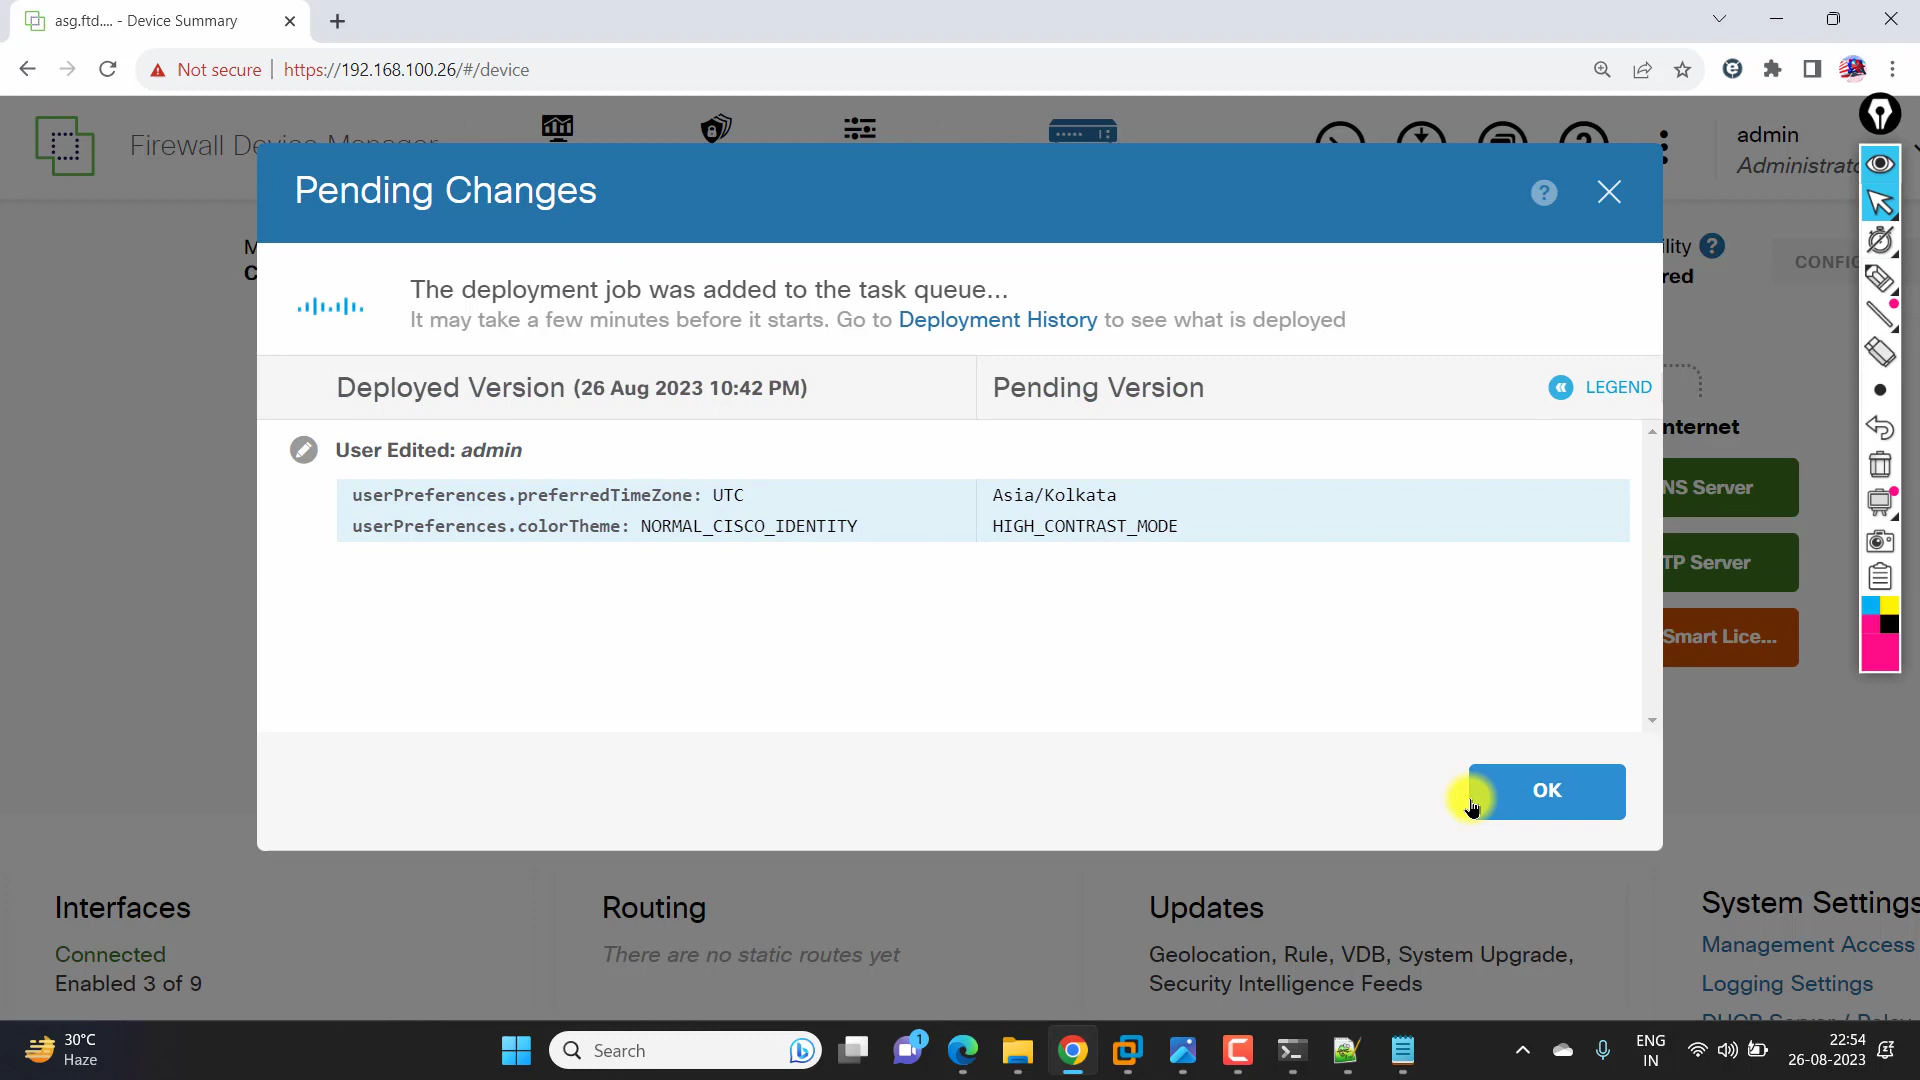 asg.ftd.... - Device Summary
Not secure
https://192.168.100.26/#/device
Firewall Device Manager
admin
Administrato
Pending Changes
?
M
C
ility ?
red
CONFIG
The deployment job was added to the task queue...
It may take a few minutes before it starts. Go to Deployment History to see what is deployed
Deployed Version (26 Aug 2023 10:42 PM)
Pending Version
LEGEND
nternet
User Edited: admin
userPreferences.preferredTimeZone: UTC
Asia/Kolkata
userPreferences.colorTheme: NORMAL_CISCO_IDENTITY
HIGH_CONTRAST_MODE
NS Server
TP Server
Smart Lice...
OK
Interfaces
Connected
Enabled 3 of 9
Routing
There are no static routes yet
Updates
Geolocation, Rule, VDB, System Upgrade,
Security Intelligence Feeds
System Settings
Management Access
Logging Settings
30°C
Haze
Search
1
ENG
IN
22:54
26-08-2023